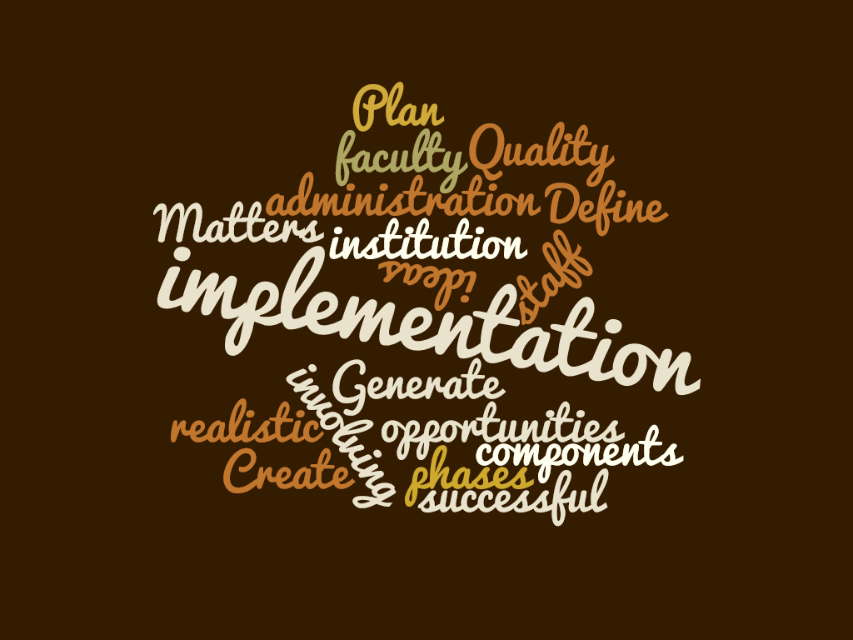 Plan
faculty Quality
administration Define
Matters institution
ideas staff
implementation
involving Generate
realistic opportunities
components
Create phases
successful